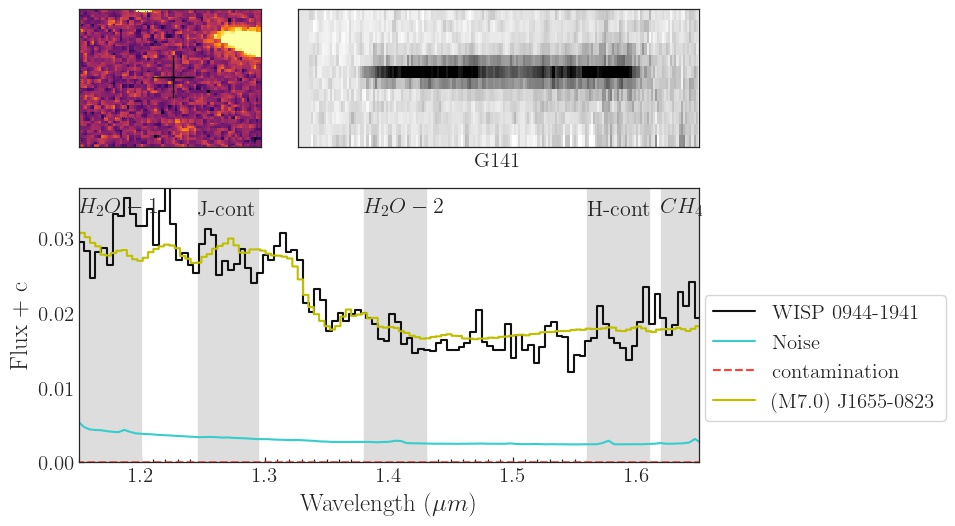 G141
H₂O − 1
J-cont
H₂O − 2
H-cont
CH₄
0.03
0.02
0.01
0.00
Flux + c
1.2
1.3
1.4
1.5
1.6
Wavelength (μm)
WISP 0944-1941
Noise
contamination
(M7.0) J1655-0823